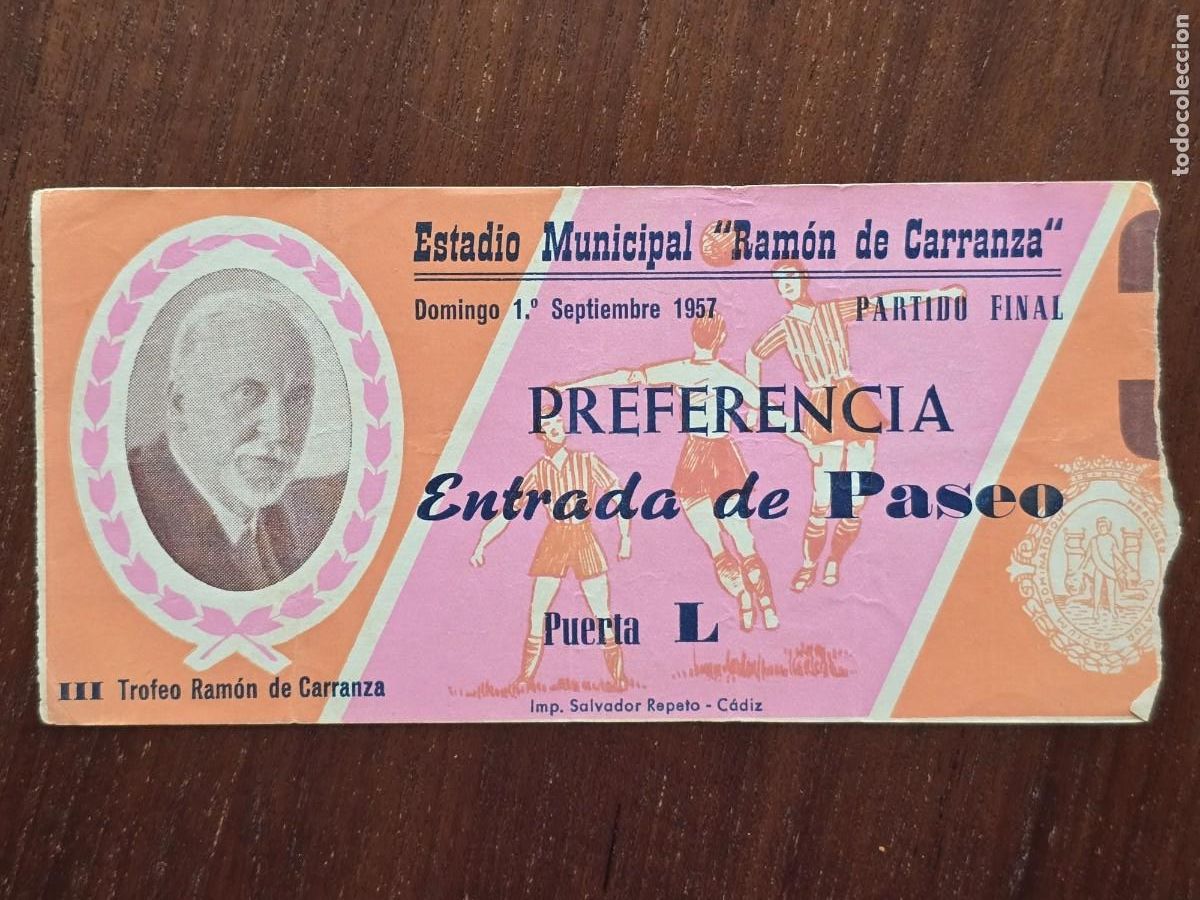 Estadio Municipal "Ramón de Carranza"
Domingo 1.º Septiembre 1957 PARTIDO FINAL
PREFERENCIA
Entrada de Paseo
Puerta L
III Trofeo Ramón de Carranza
Imp. Salvador Repeto - Cádiz
todocoleccion